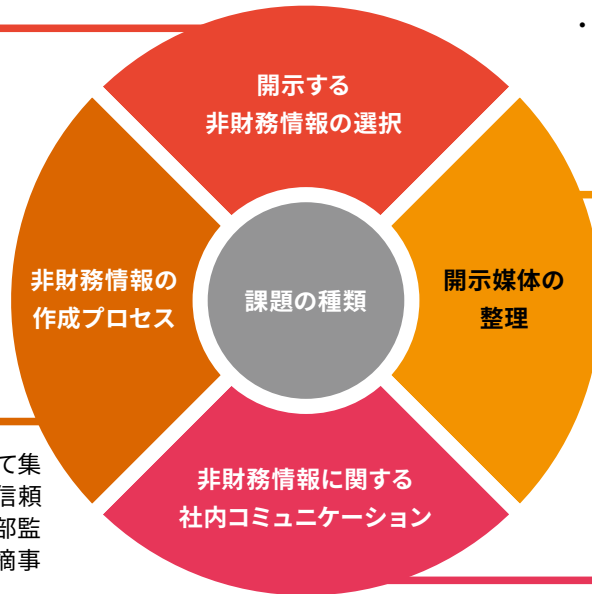 ・
開示する
非財務情報の選択
非財務情報の
作成プロセス
課題の種類
開示媒体の
整理
て集
信頼
部監
摘事
非財務情報に関する
社内コミュニケーション